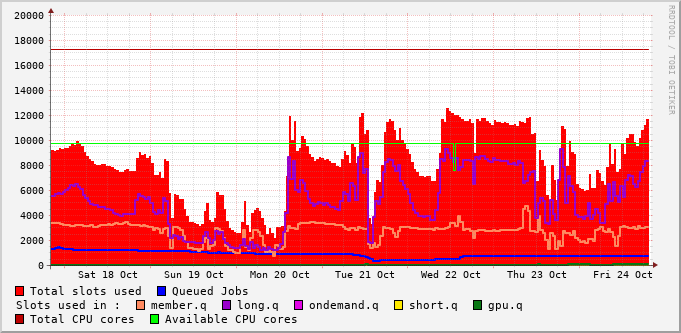 20000
18000
16000
14000
12000
10000
8000
6000
4000
2000
0
Sat 18 Oct Sun 19 Oct Mon 20 Oct Tue 21 Oct Wed 22 Oct Thu 23 Oct Fri 24 Oct
RRDTOOL / TOBI OETIKER
Total slots used Queued Jobs
Slots used in : member.q long.q ondemand.q short.q gpu.q
Total CPU cores Available CPU cores